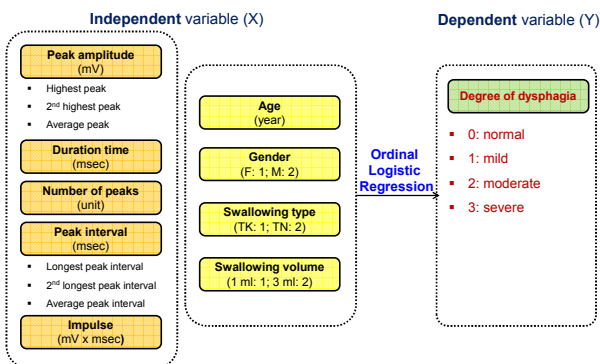 Independent variable (X)
Dependent variable (Y)
Peak amplitude
(mV)
Highest peak
2nd highest peak
Average peak
Duration time
(msec)
Number of peaks
(unit)
Peak interval
(msec)
Longest peak interval
2nd longest peak interval
Average peak interval
Impulse
(mV x msec)
Age
(year)
Gender
(F: 1; M: 2)
Swallowing type
(TK: 1; TN: 2)
Swallowing volume
(1 ml: 1; 3 ml: 2)
Ordinal
Logistic
Regression
Degree of dysphagia
0: normal
1: mild
2: moderate
3: severe